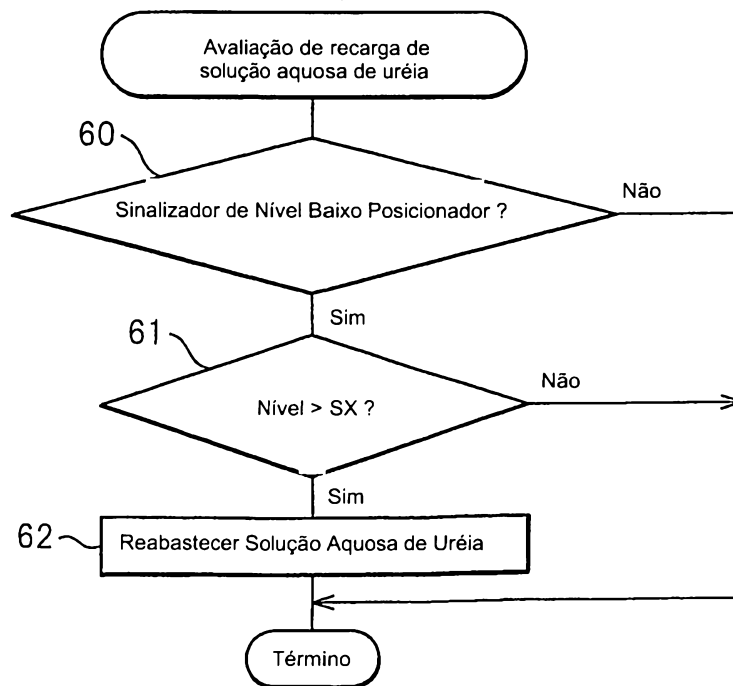 Avaliação de recarga de
solução aquosa de uréia
60
Sinalizador de Nível Baixo Posicionador ?
Não
Sim
61
Nível > SX ?
Não
Sim
62
Reabastecer Solução Aquosa de Uréia
Término